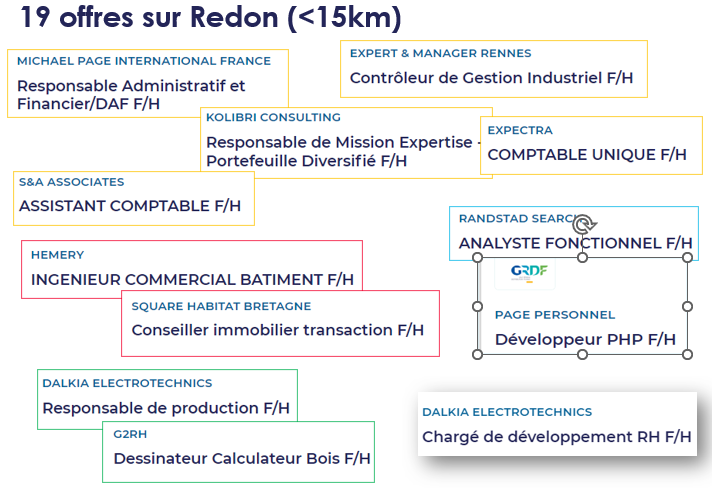 19 offres sur Redon (<15km)
MICHAEL PAGE INTERNATIONAL FRANCE
Responsable Administratif et
Financier/DAF F/H
EXPERT & MANAGER RENNES
Contrôleur de Gestion Industriel F/H
KOLIBRI CONSULTING
Responsable de Mission Expertise -
Portefeuille Diversifié F/H
EXPECTRA
COMPTABLE UNIQUE F/H
S&A ASSOCIATES
ASSISTANT COMPTABLE F/H
RANDSTAD SEARCH
ANALYSTE FONCTIONNEL F/H
HEMERY
INGENIEUR COMMERCIAL BATIMENT F/H
GRDF
PAGE PERSONNEL
Développeur PHP F/H
SQUARE HABITAT BRETAGNE
Conseiller immobilier transaction F/H
DALKIA ELECTROTECHNICS
Responsable de production F/H
G2RH
Dessinateur Calculateur Bois F/H
DALKIA ELECTROTECHNICS
Chargé de développement RH F/H